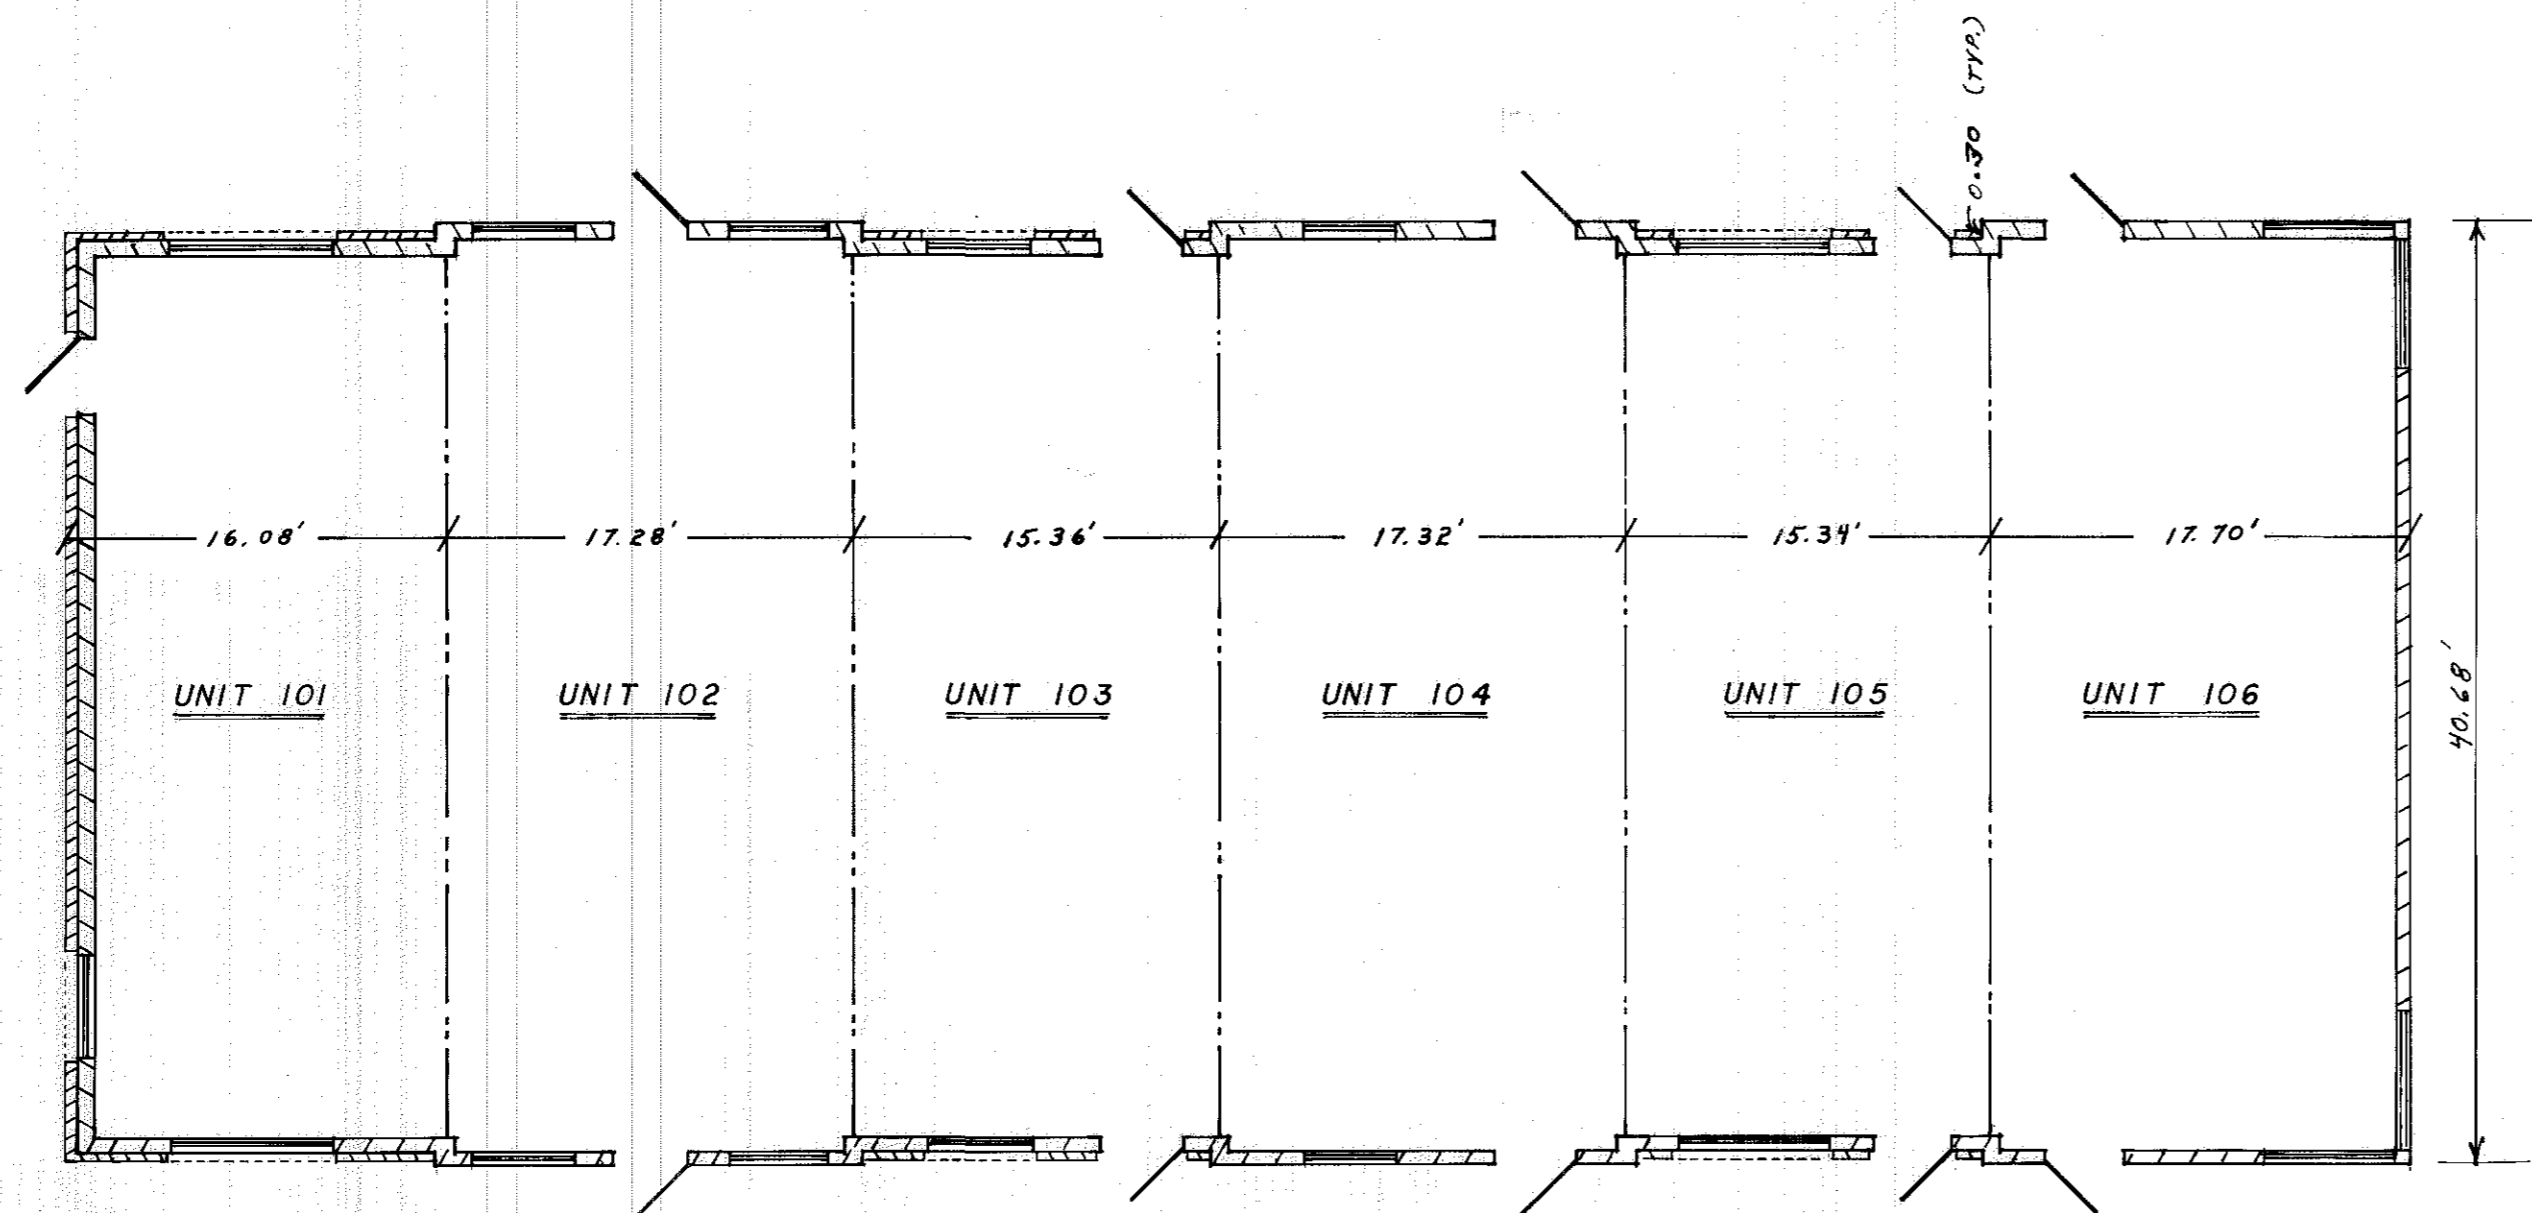 0.30 (TYP.)
16.08' 17.28' 15.36' 17.32' 15.34' 17.70'
UNIT 101 UNIT 102 UNIT 103 UNIT 104 UNIT 105 UNIT 106
40.68'